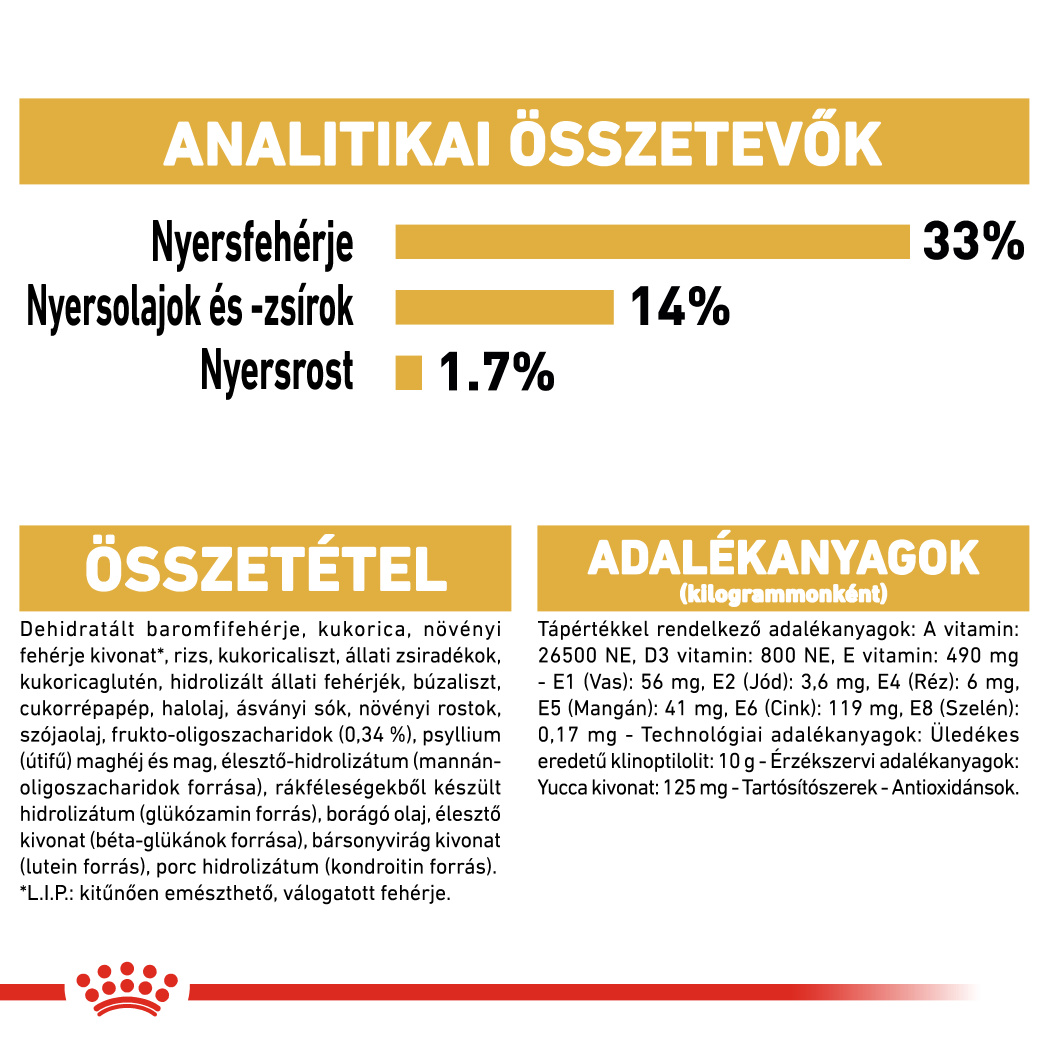 ANALITIKAI ÖSSZETEVŐK
Nyersfehérje 33%
Nyersolajok és -zsírok 14%
Nyersrost 1.7%
ÖSSZETÉTEL
Dehidratált baromfifehérje, kukorica, növényi
fehérje kivonat*, rizs, kukoricaliszt, állati zsiradékok,
kukoricaglutén, hidrolizált állati fehérjék, búzaliszt,
cukorrépapép, halolaj, ásványi sók, növényi rostok,
szójaolaj, frukto-oligoszacharidok (0,34 %), psyllium
(útifű) maghéj és mag, élesztő-hidrolizátum (mannán-
oligoszacharidok forrása), rákféleségekből készült
hidrolizátum (glükózamin forrás), borágó olaj, élesztő
kivonat (béta-glükánok forrása), bársonyvirág kivonat
(lutein forrás), porc hidrolizátum (kondroitin forrás).
*L.I.P.: kitűnően emészthető, válogatott fehérje.
ADALÉKANYAGOK
(kilogrammonként)
Tápértékkel rendelkező adalékanyagok: A vitamin:
26500 NE, D3 vitamin: 800 NE, E vitamin: 490 mg
- E1 (Vas): 56 mg, E2 (Jód): 3,6 mg, E4 (Réz): 6 mg,
E5 (Mangán): 41 mg, E6 (Cink): 119 mg, E8 (Szelén):
0,17 mg - Technológiai adalékanyagok: Üledékes
eredetű klinoptilolit: 10 g - Érzékszervi adalékanyagok:
Yucca kivonat: 125 mg - Tartósítószerek - Antioxidánsok.